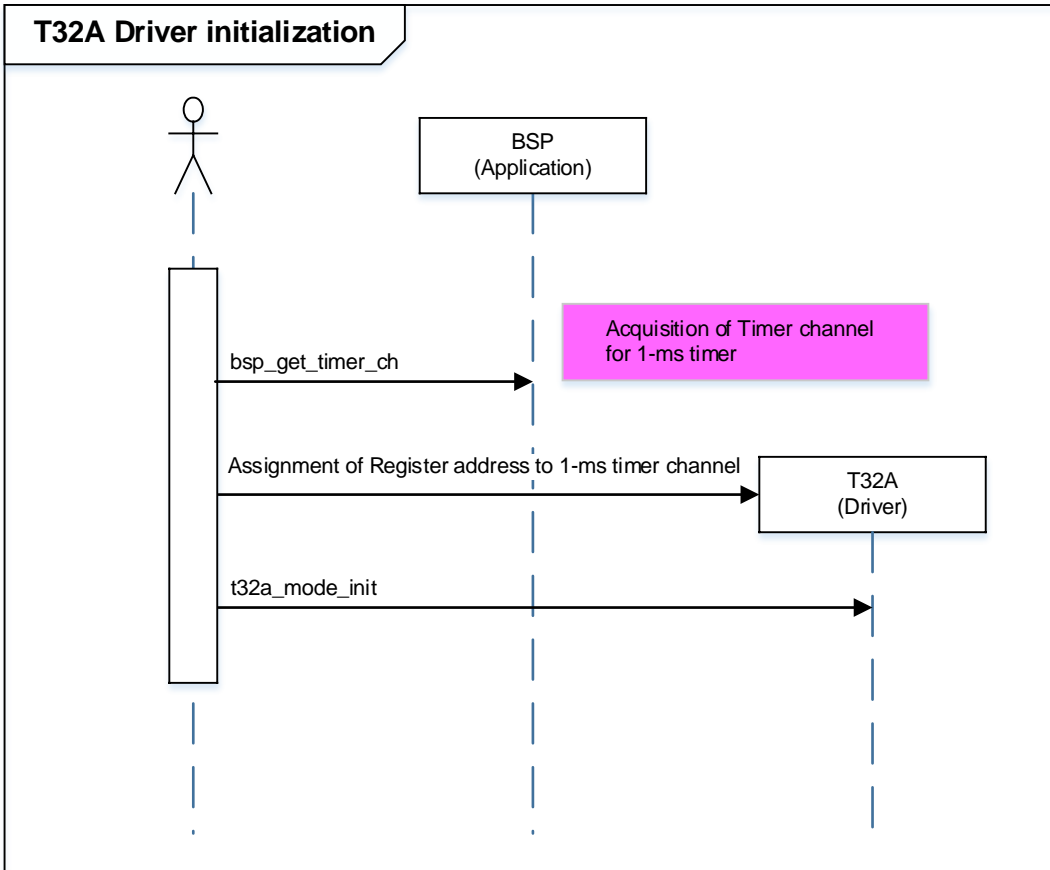 T32A Driver initialization
BSP
(Application)
Acquisition of Timer channel
for 1-ms timer
bsp_get_timer_ch
Assignment of Register address to 1-ms timer channel
T32A
(Driver)
t32a_mode_init